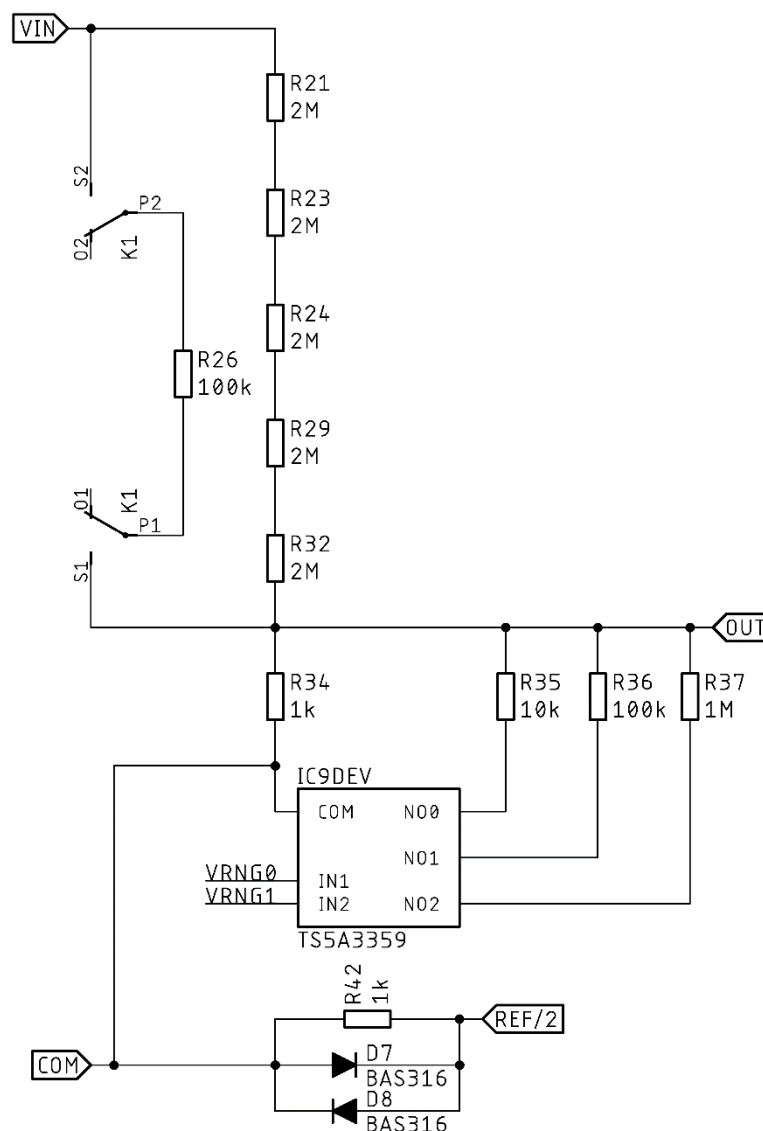 VIN
R21
2M
S2
P2
O2
K1
R23
2M
R24
2M
R26
100k
R29
2M
O1
K1
P1
S1
R32
2M
OUT
R34
1k
R35
10k
R36
100k
R37
1M
IC9DEV
COM
NO0
NO1
VRNG0
IN1
VRNG1
IN2
NO2
TS5A3359
R42
1k
REF/2
COM
D7
BAS316
D8
BAS316